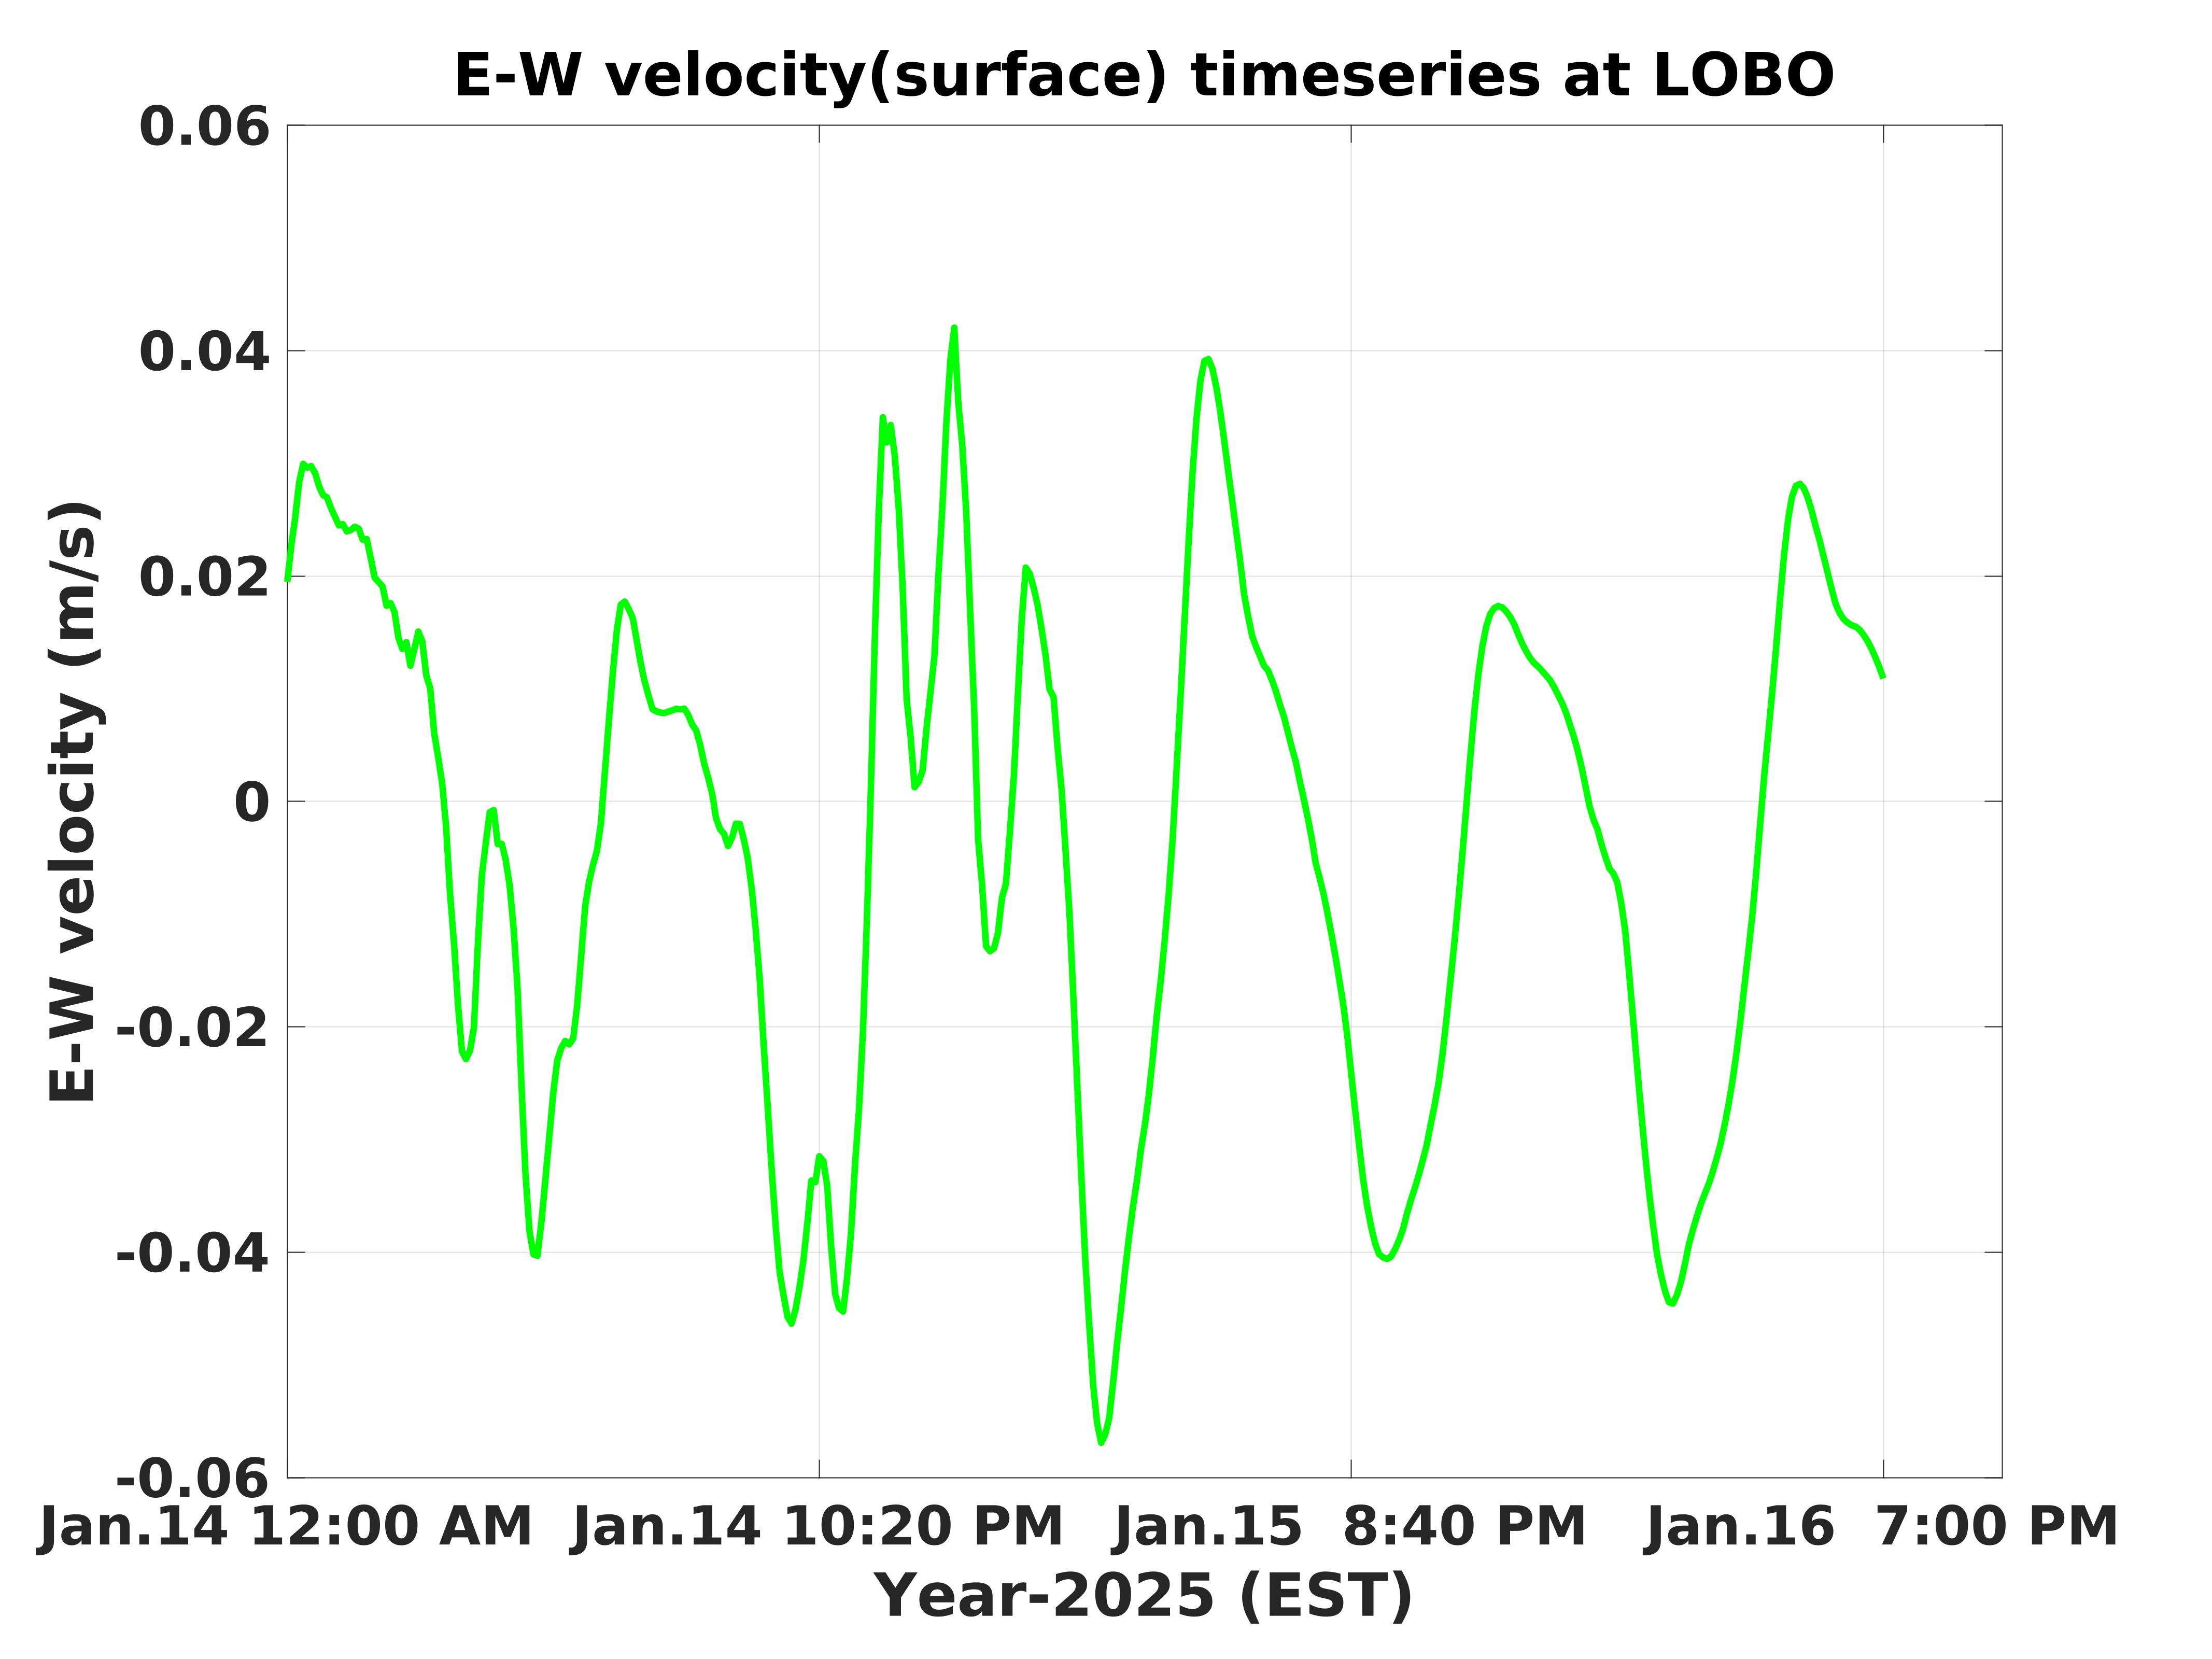 E-W velocity(surface) timeseries at LOBO
E-W velocity (m/s)
0.06
0.04
0.02
0
-0.02
-0.04
-0.06
Jan.14 12:00 AM Jan.14 10:20 PM Jan.15 8:40 PM Jan.16 7:00 PM
Year-2025 (EST)